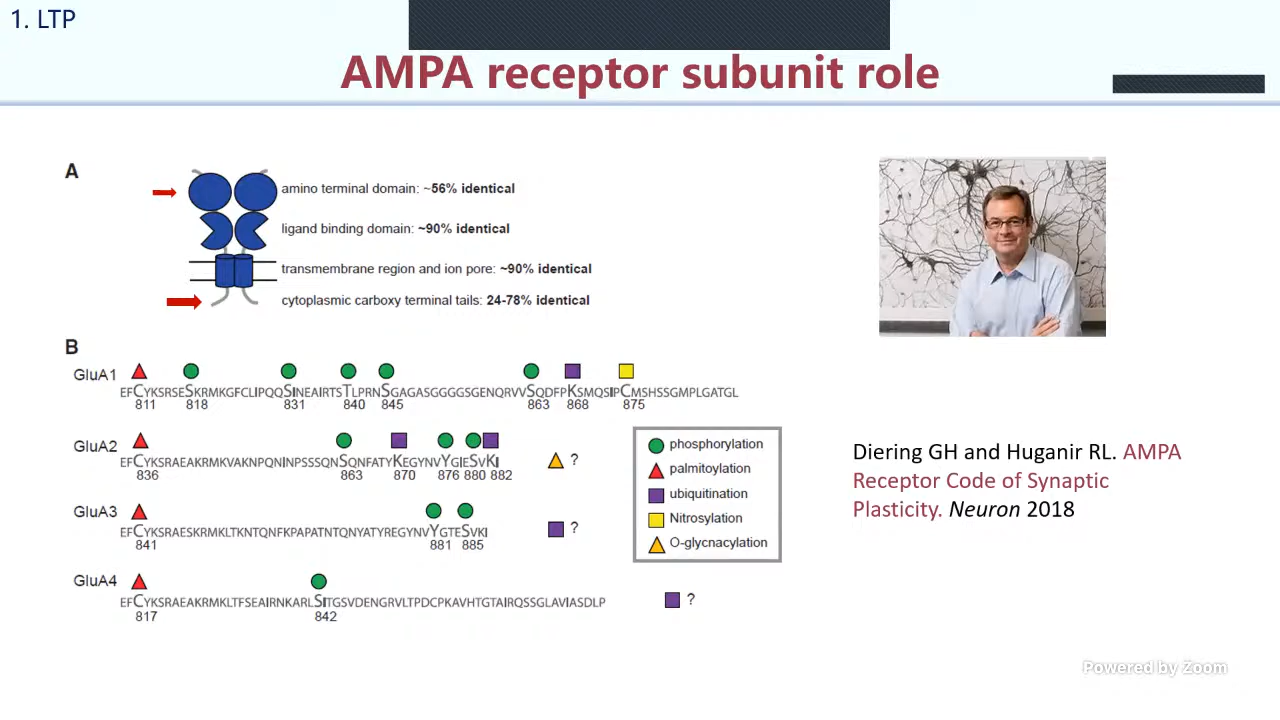 1. LTP
AMPA receptor subunit role
A
amino terminal domain: ~56% identical
ligand binding domain: ~90% identical
transmembrane region and ion pore: ~90% identical
cytoplasmic carboxy terminal tails: 24-78% identical
B
GluA1
EFCYKSRSESKRMKGFCLIPQQSINEAIRTSTLPRNSGAGASGGGGSGENQRVVSQDFPKSMQSIPCMSHSSGMPLGATGL
811 818 831 840 845 863 868 875
GluA2
EFCYKSRAEAKRMKVAKNPQNINPSSSQNSQNFATYKEGYNVYGIESVKI
836 863 870 876 880 882
?
GluA3
EFCYKSRAESKRMKLTKNTQNFKPAPATNTQNYATYREGYNVYGTESVKI
841 881 885
?
GluA4
EFCYKSRAEAKRMKLTFSEAIRNKARLSITGSVDENGRVLTPDCPKAVHTGTAIRQSSGLAVIASDLP
817 842
?
phosphorylation
palmitoylation
ubiquitination
Nitrosylation
O-glycnacylation
Diering GH and Huganir RL. AMPA
Receptor Code of Synaptic
Plasticity. Neuron 2018
Powered by Zoom